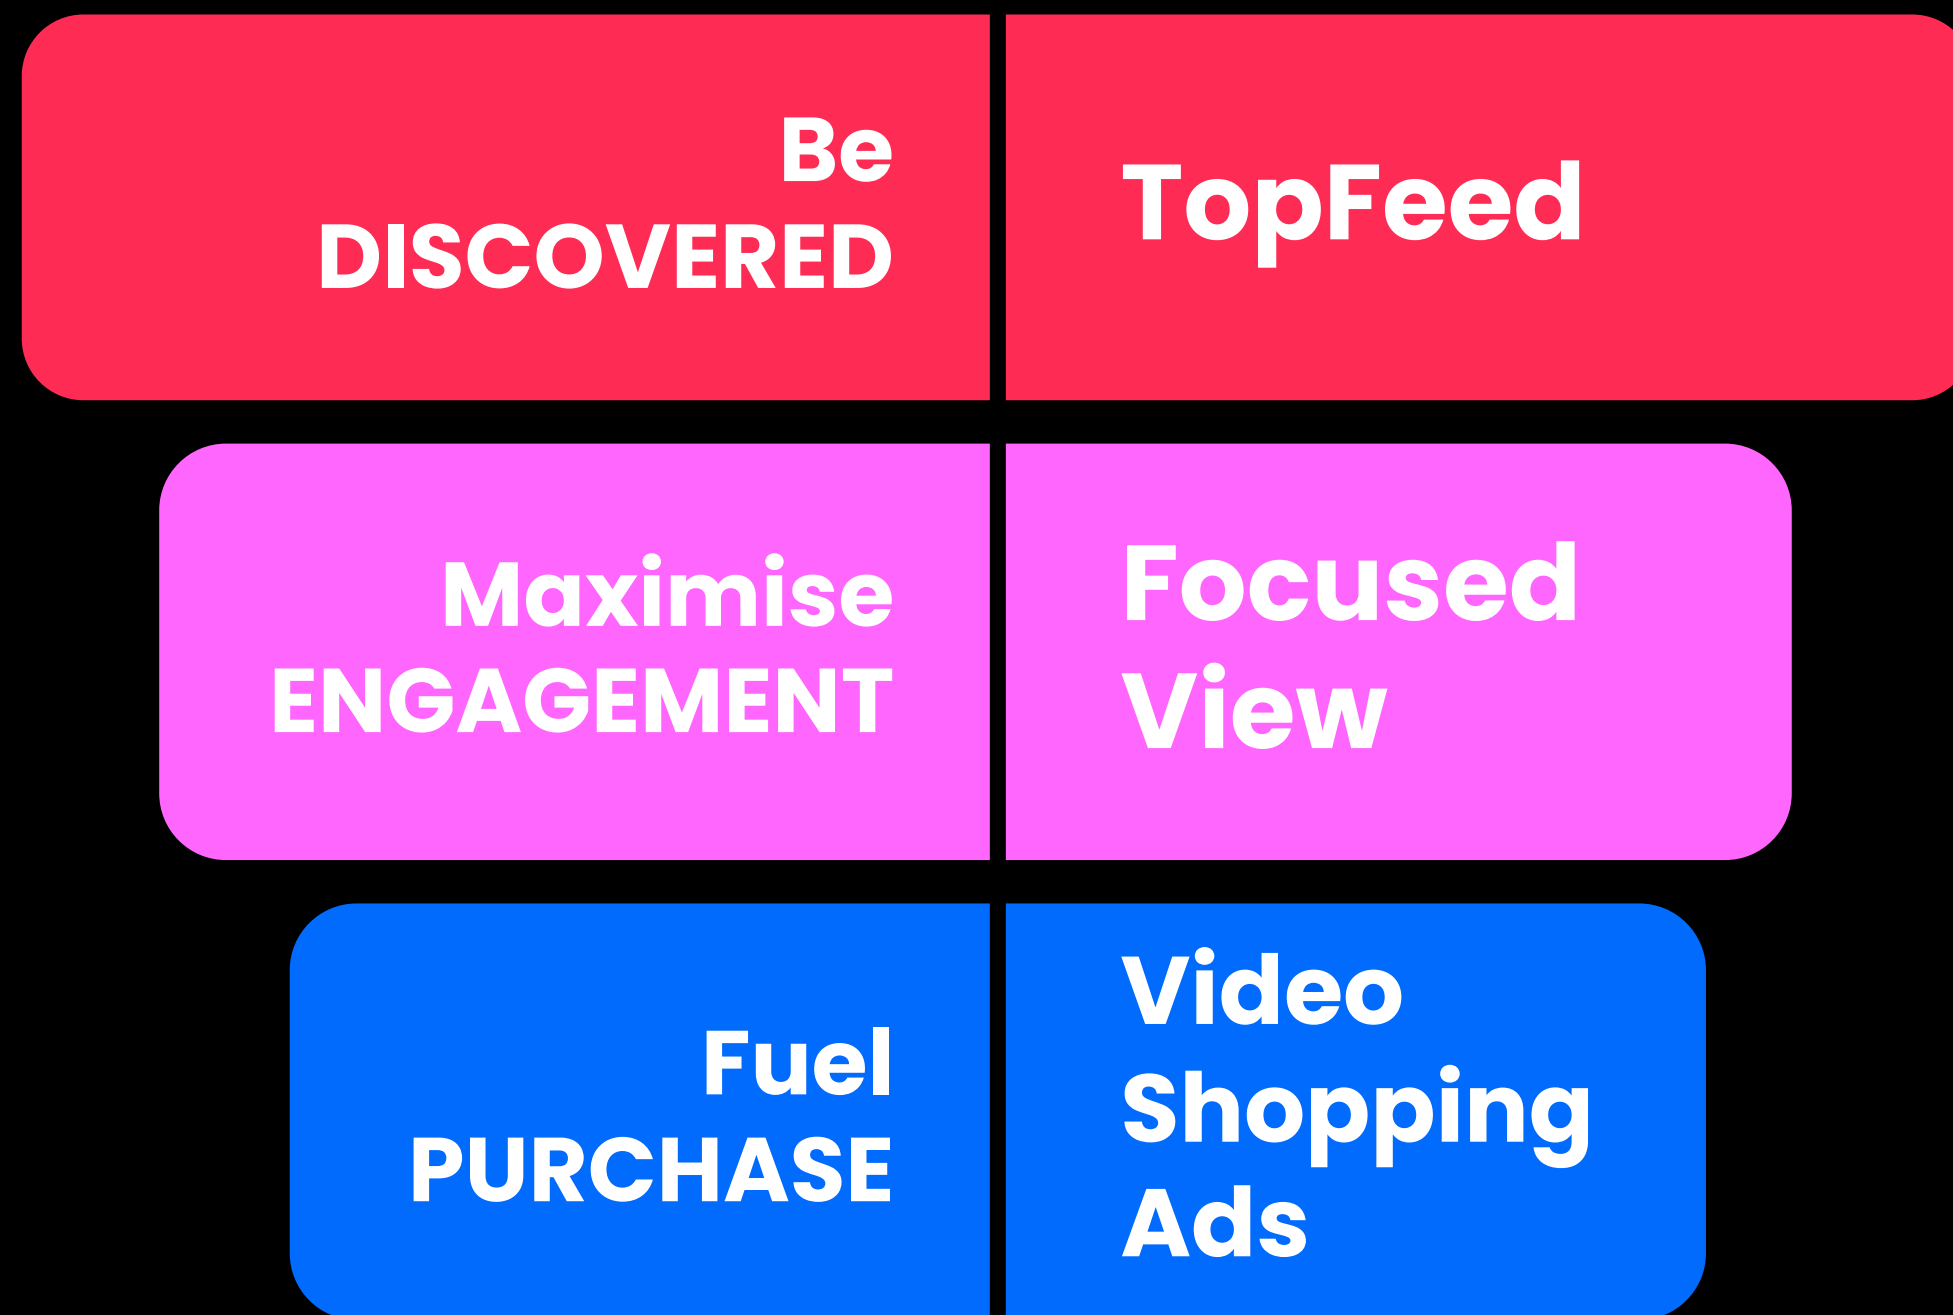 Be
DISCOVERED
TopFeed
Maximise
ENGAGEMENT
Focused
View
Fuel
PURCHASE
Video
Shopping
Ads